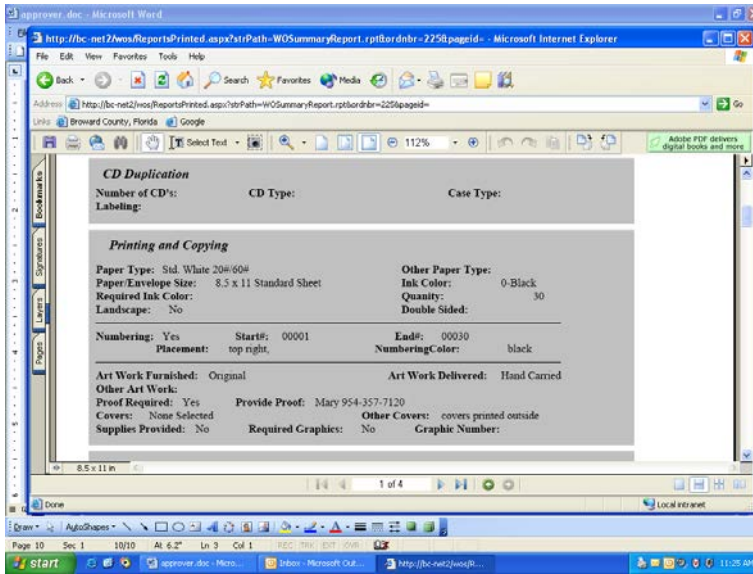 approver.doc - Microsoft Word
http://bc-net2/wos/ReportsPrinted.aspx?strPath=WOSummaryReport.rpt&ordnbr=225&pageid= - Microsoft Internet Explorer
File Edit View Favorites Tools Help
Back Search Favorites Media
Address http://bc-net2/wos/ReportsPrinted.aspx?strPath=WOSummaryReport.rpt&ordnbr=225&pageid= Go
Links Broward County, Florida Google
Select Text 112% Adobe PDF delivers
digital books and more
Bookmarks
Signatures
Layers
Pages
CD Duplication
Number of CD's: CD Type: Case Type:
Labeling:
Printing and Copying
Paper Type: Std. White 20#/60# Other Paper Type:
Paper/Envelope Size: 8.5 x 11 Standard Sheet Ink Color: 0-Black
Required Ink Color: Quanity: 30
Landscape: No Double Sided:
Numbering: Yes Start#: 00001 End#: 00030
Placement: top right, NumberingColor: black
Art Work Furnished: Original Art Work Delivered: Hand Carried
Other Art Work:
Proof Required: Yes Provide Proof: Mary 954-357-7120
Covers: None Selected Other Covers: covers printed outside
Supplies Provided: No Required Graphics: No Graphic Number:
8.5 x 11 in
1 of 4
Done Local intranet
Draw AutoShapes
Page 10 Sec 1 10/10 At 6.2" Ln 3 Col 1 REC TRK EXT OVR
start approver.doc - Micro... Inbox - Microsoft Out... http://bc-net2/wos/R... 11:25 AM